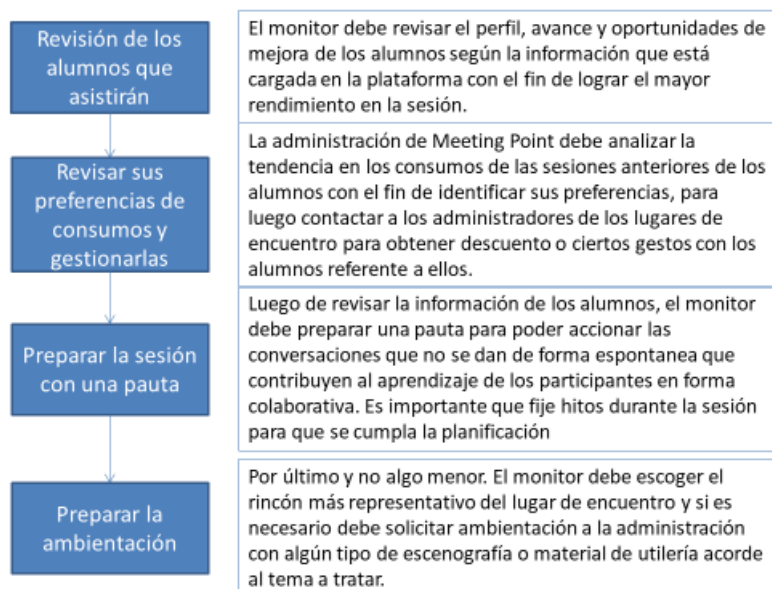 Revisión de los
alumnos que
asistirán
El monitor debe revisar el perfil, avance y oportunidades de
mejora de los alumnos según la información que está
cargada en la plataforma con el fin de lograr el mayor
rendimiento en la sesión.
Revisar sus
preferencias de
consumos y
gestionarlas
La administración de Meeting Point debe analizar la
tendencia en los consumos de las sesiones anteriores de los
alumnos con el fin de identificar sus preferencias, para
luego contactar a los administradores de los lugares de
encuentro para obtener descuento o ciertos gestos con los
alumnos referente a ellos.
Preparar la sesión
con una pauta
Luego de revisar la información de los alumnos, el monitor
debe preparar una pauta para poder accionar las
conversaciones que no se dan de forma espontanea que
contribuyen al aprendizaje de los participantes en forma
colaborativa. Es importante que fije hitos durante la sesión
para que se cumpla la planificación
Preparar la
ambientación
Por último y no algo menor. El monitor debe escoger el
rincón más representativo del lugar de encuentro y si es
necesario debe solicitar ambientación a la administración
con algún tipo de escenografía o material de utilería acorde
al tema a tratar.